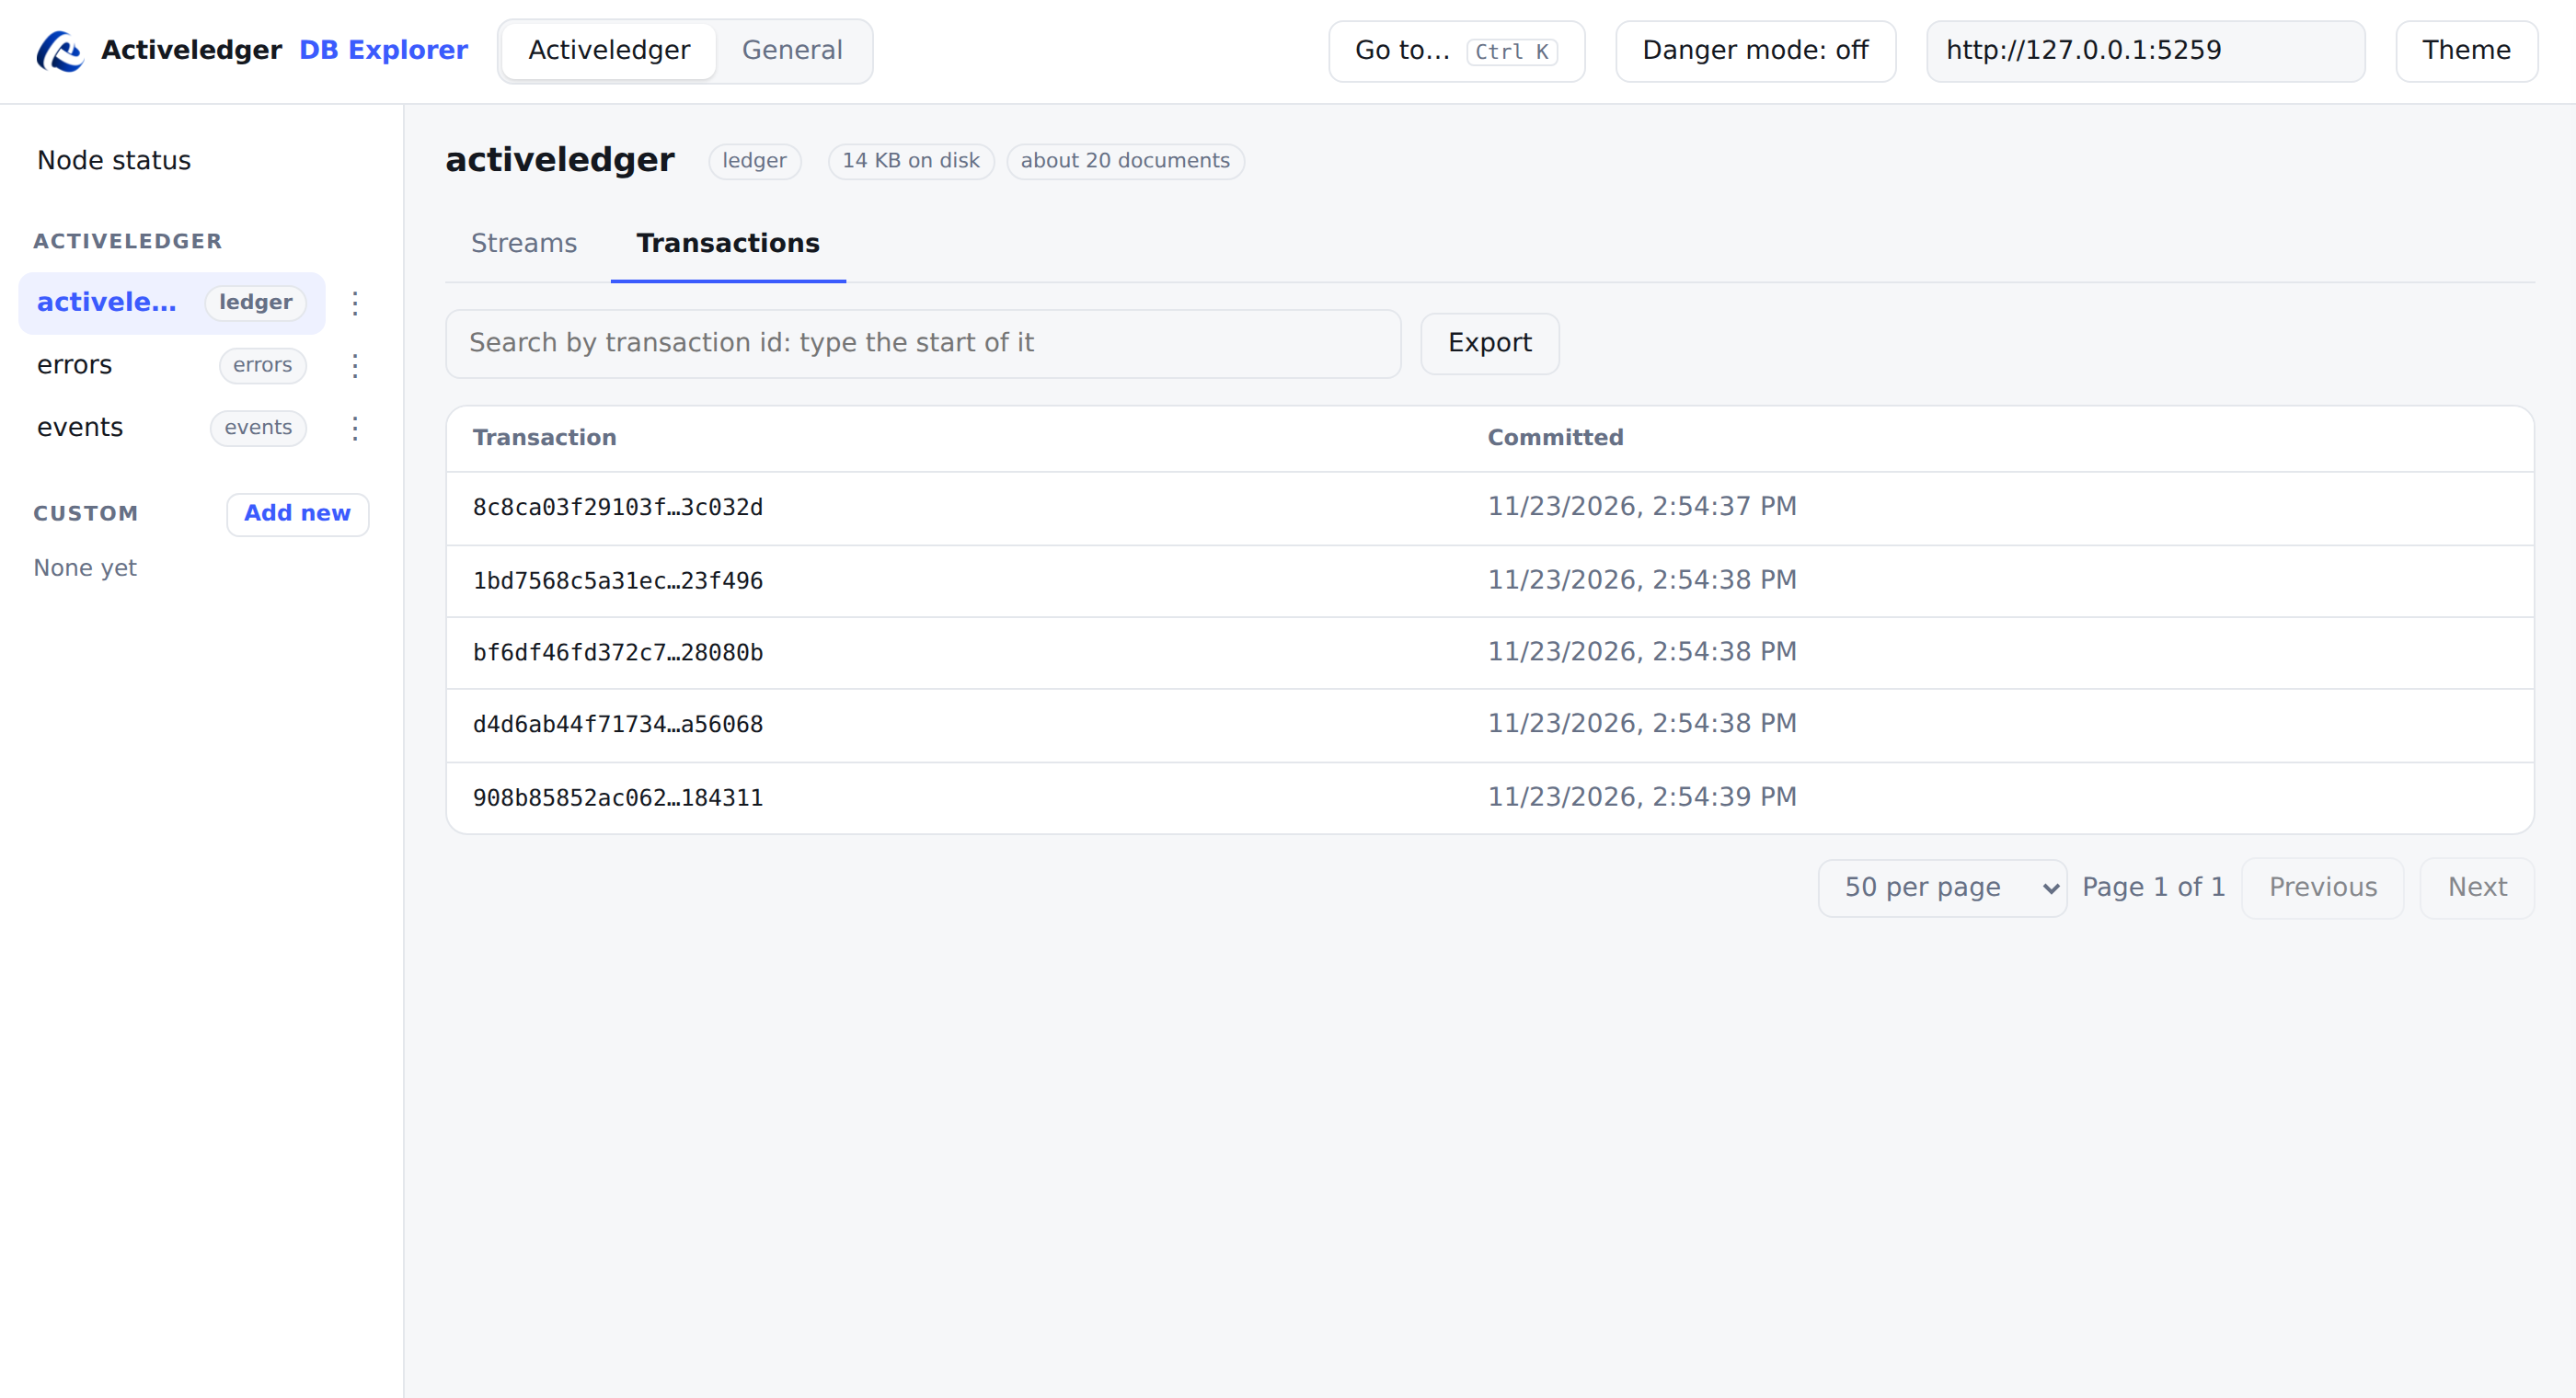 Activeledger DB Explorer Activeledger General Go to... Ctrl K Danger mode: off http://127.0.0.1:5259 Theme
Node status
ACTIVELEDGER
activele... ledger ⋮
errors errors ⋮
events events ⋮
CUSTOM Add new
None yet
activeledger ledger 14 KB on disk about 20 documents
Streams Transactions
Search by transaction id: type the start of it Export
Transaction Committed
8c8ca03f29103f…3c032d 11/23/2026, 2:54:37 PM
1bd7568c5a31ec…23f496 11/23/2026, 2:54:38 PM
bf6df46fd372c7…28080b 11/23/2026, 2:54:38 PM
d4d6ab44f71734…a56068 11/23/2026, 2:54:38 PM
908b85852ac062…184311 11/23/2026, 2:54:39 PM
50 per page Page 1 of 1 Previous Next